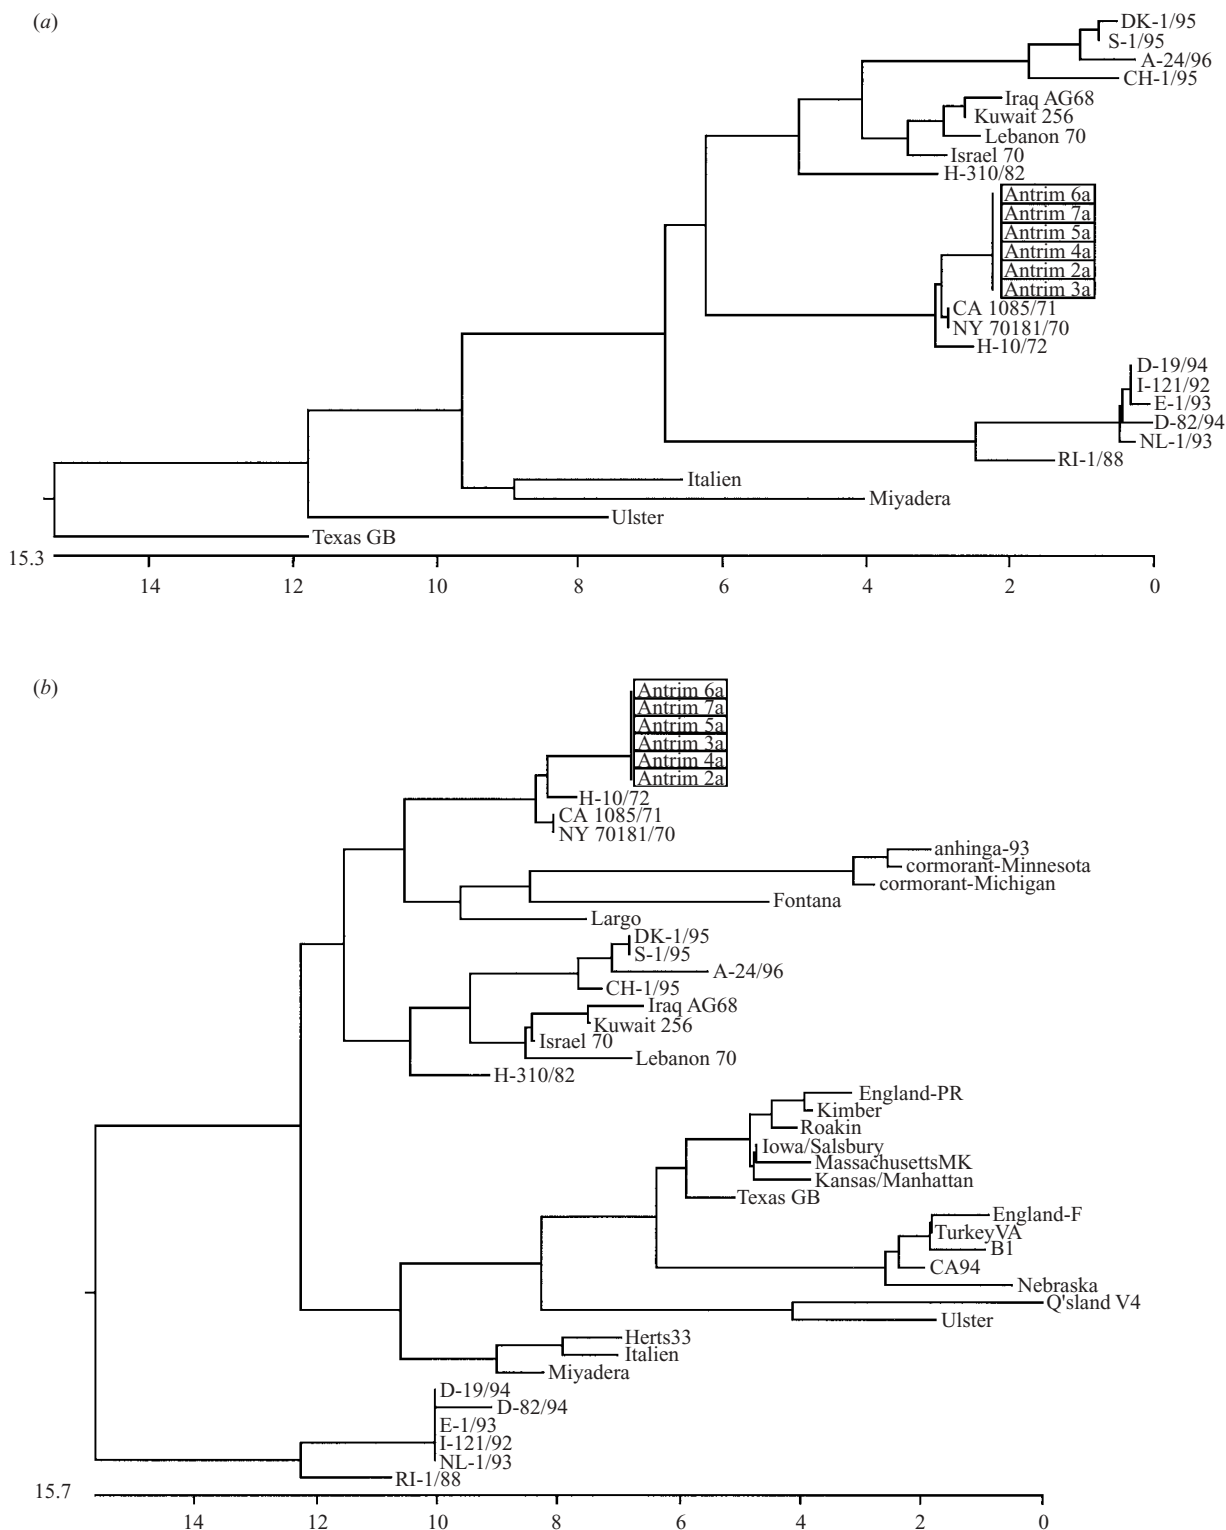 (a)
DK-1/95
S-1/95
A-24/96
CH-1/95
Iraq AG68
Kuwait 256
Lebanon 70
Israel 70
H-310/82
Antrim 6a
Antrim 7a
Antrim 5a
Antrim 4a
Antrim 2a
Antrim 3a
CA 1085/71
NY 70181/70
H-10/72
D-19/94
I-121/92
E-1/93
D-82/94
NL-1/93
RI-1/88
Italien
Miyadera
Ulster
Texas GB
15.3
14 12 10 8 6 4 2 0
(b)
Antrim 6a
Antrim 7a
Antrim 5a
Antrim 3a
Antrim 4a
Antrim 2a
H-10/72
CA 1085/71
NY 70181/70
anhinga-93
cormorant-Minnesota
cormorant-Michigan
Fontana
Largo
DK-1/95
S-1/95
A-24/96
CH-1/95
Iraq AG68
Kuwait 256
Israel 70
Lebanon 70
H-310/82
England-PR
Kimber
Roakin
Iowa/Salsbury
MassachusettsMK
Kansas/Manhattan
Texas GB
England-F
TurkeyVA
B1
CA94
Nebraska
Q'sland V4
Ulster
Herts33
Italien
Miyadera
D-19/94
D-82/94
E-1/93
I-121/92
NL-1/93
RI-1/88
15.7
14 12 10 8 6 4 2 0